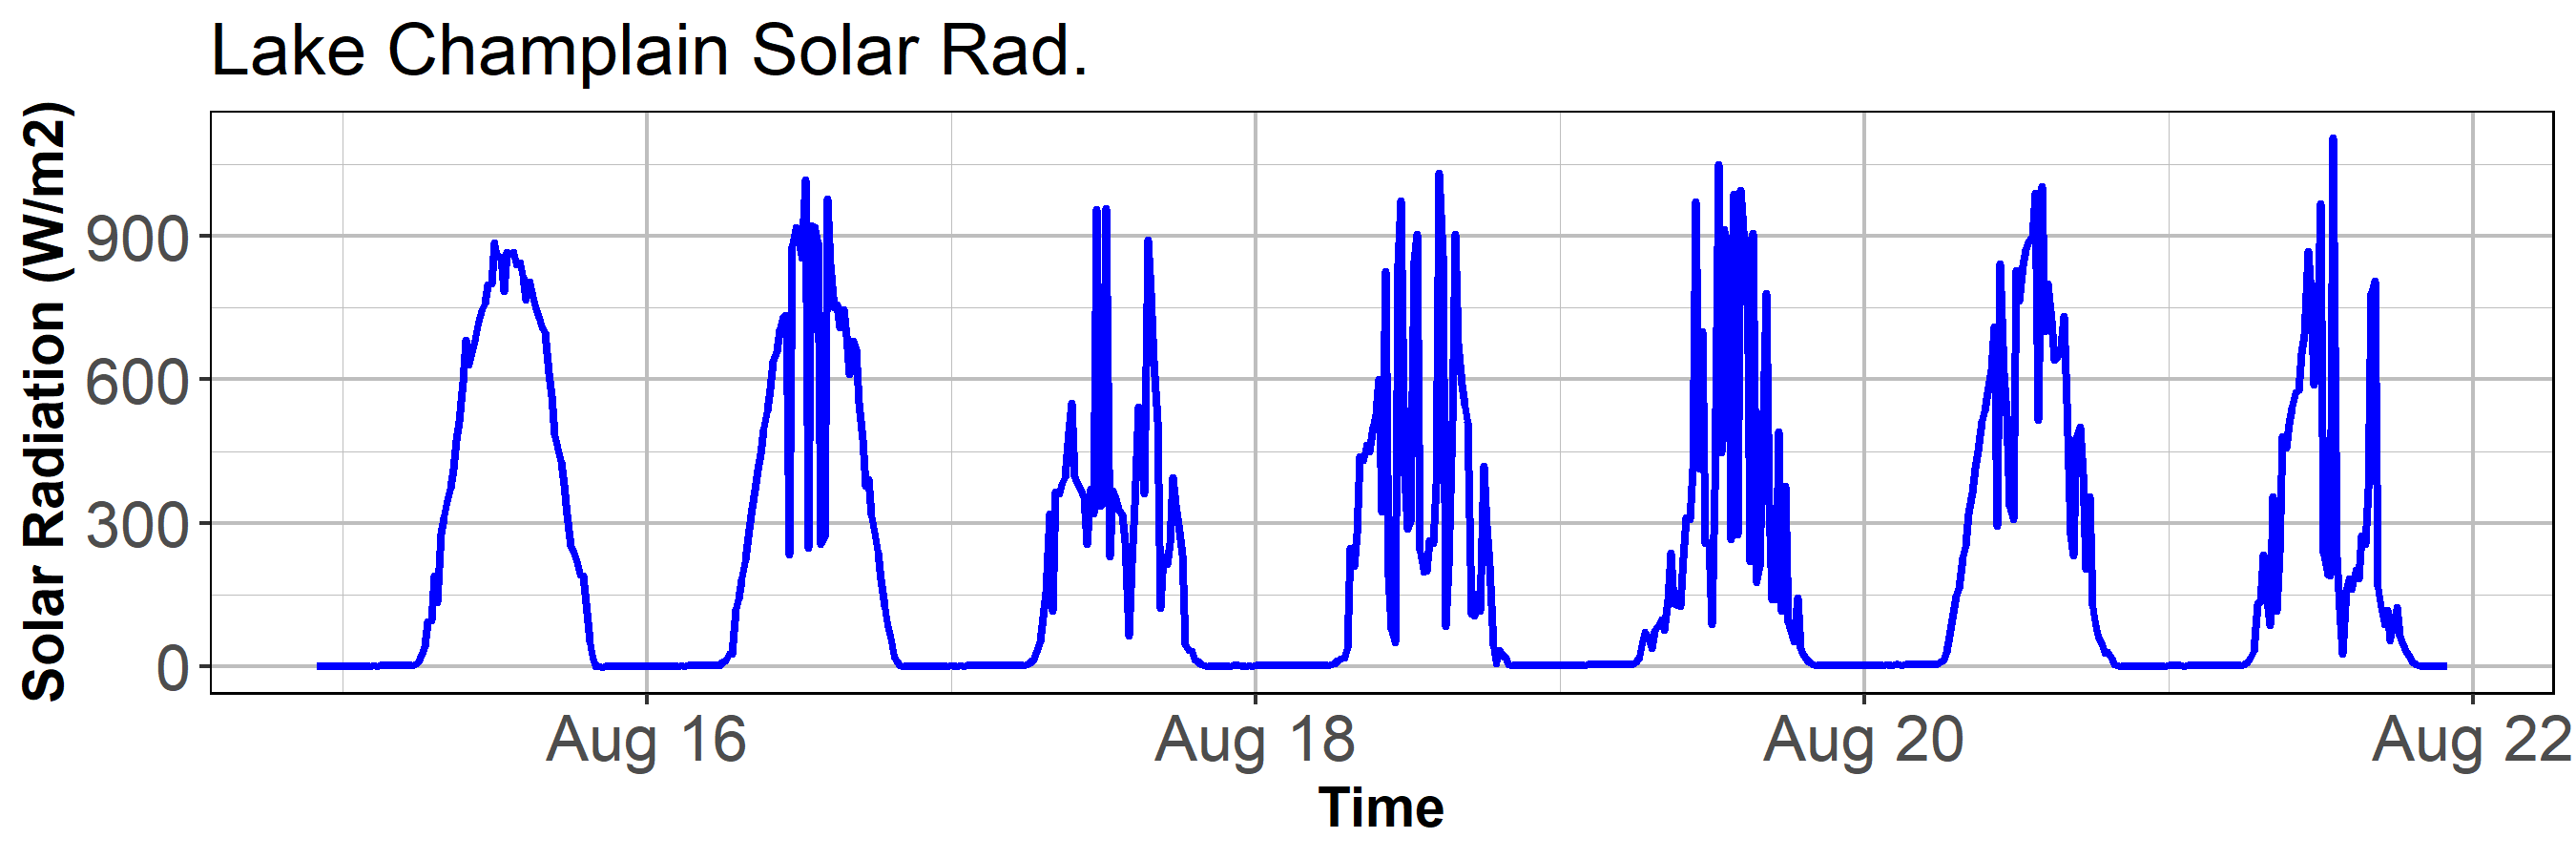 Lake Champlain Solar Rad.
Solar Radiation (W/m2)
900
600
300
0
Aug 16
Aug 18
Aug 20
Aug 22
Time